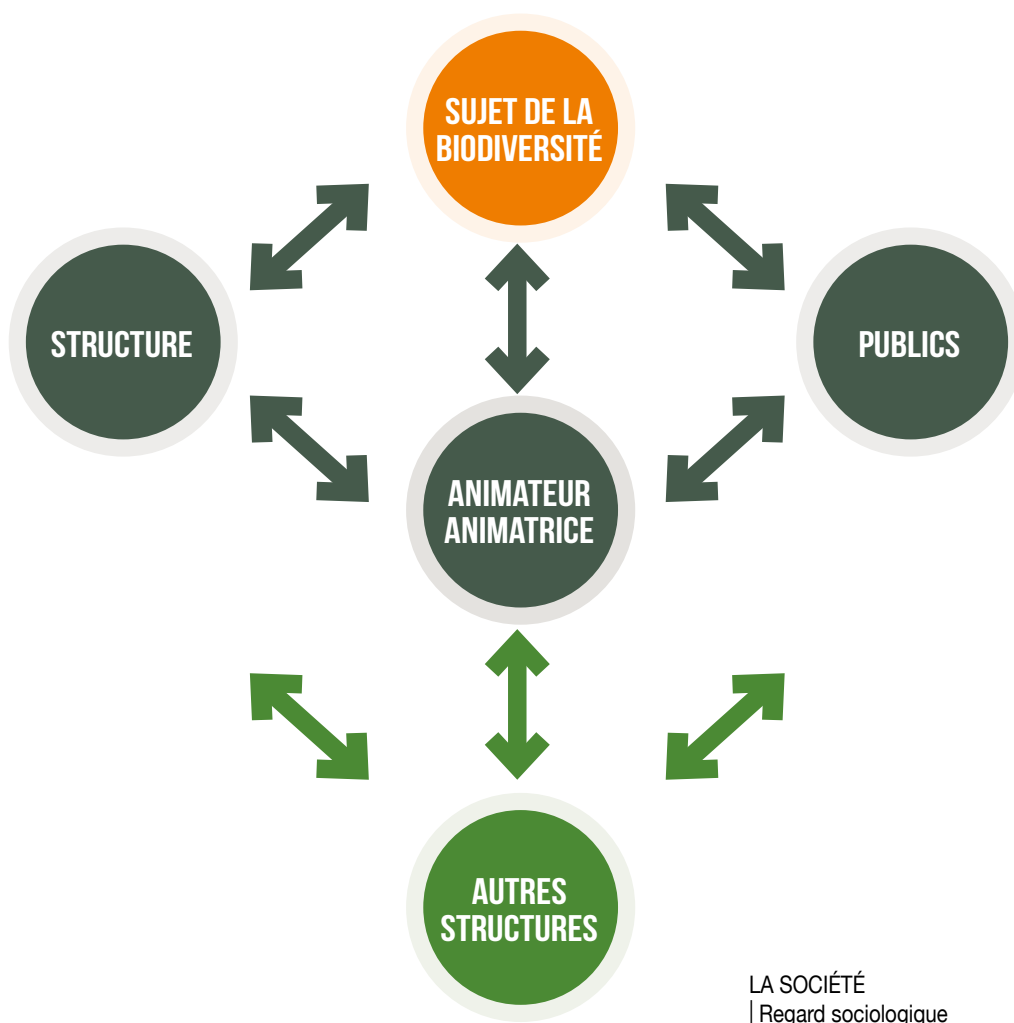 SUJET DE LA
BIODIVERSITÉ
STRUCTURE
PUBLICS
ANIMATEUR
ANIMATRICE
AUTRES
STRUCTURES
LA SOCIÉTÉ
| Regard sociologique